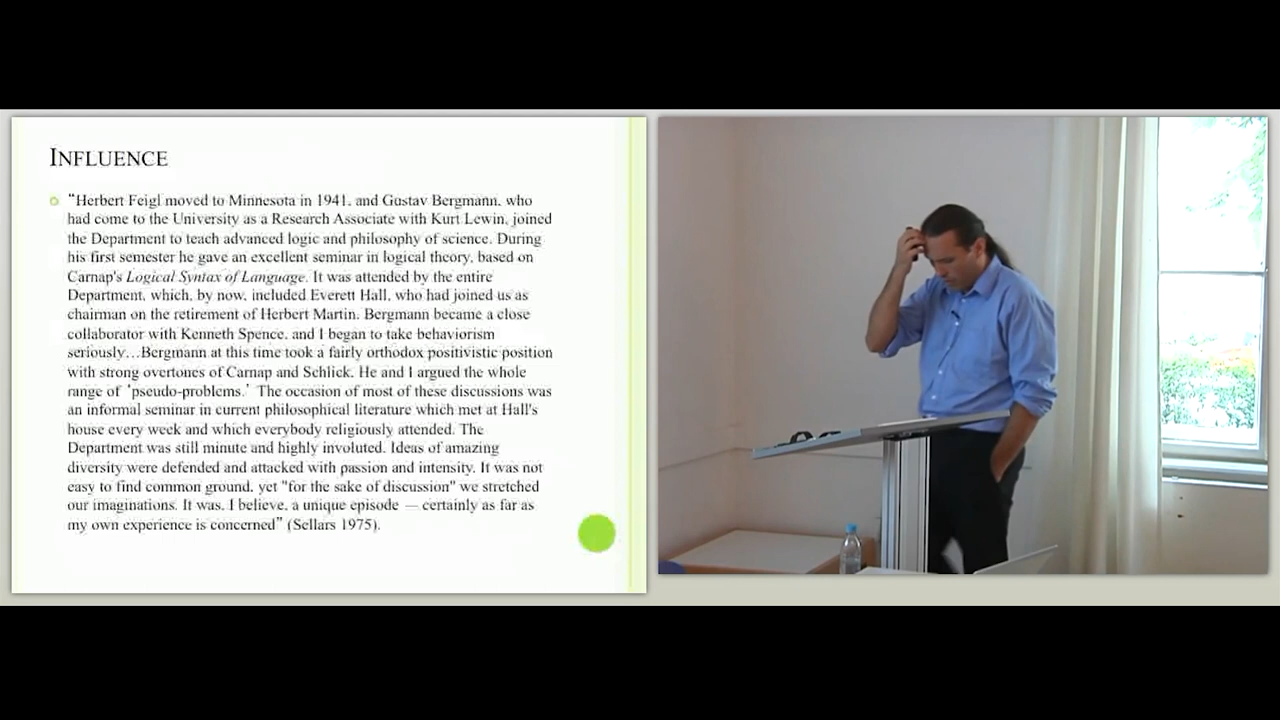 INFLUENCE
“Herbert Feigl moved to Minnesota in 1941, and Gustav Bergmann, who
had come to the University as a Research Associate with Kurt Lewin, joined
the Department to teach advanced logic and philosophy of science. During
his first semester he gave an excellent seminar in logical theory, based on
Carnap's Logical Syntax of Language. It was attended by the entire
Department, which, by now, included Everett Hall, who had joined us as
chairman on the retirement of Herbert Martin. Bergmann became a close
collaborator with Kenneth Spence, and I began to take behaviorism
seriously…Bergmann at this time took a fairly orthodox positivistic position
with strong overtones of Carnap and Schlick. He and I argued the whole
range of ‘pseudo-problems.’ The occasion of most of these discussions was
an informal seminar in current philosophical literature which met at Hall's
house every week and which everybody religiously attended. The
Department was still minute and highly involuted. Ideas of amazing
diversity were defended and attacked with passion and intensity. It was not
easy to find common ground, yet "for the sake of discussion" we stretched
our imaginations. It was, I believe, a unique episode — certainly as far as
my own experience is concerned” (Sellars 1975).